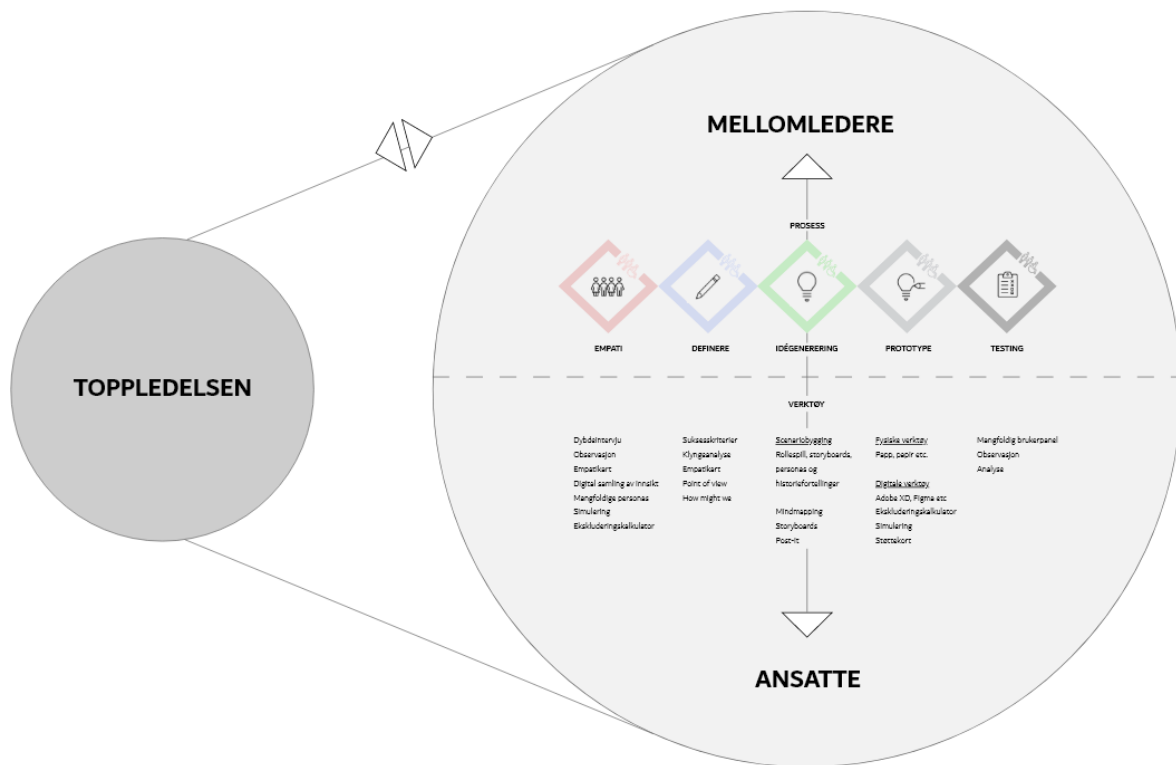 MELLOMLEDERE
PROSESS
EMPATI
DEFINERE
IDÉGENERERING
PROTOTYPE
TESTING
TOPPLEDELSEN
VERKTØY
Dybdeintervju
Observasjon
Empatikart
Digital samling av innsikt
Mangfoldige personas
Simulering
Ekskluderingskalkulator
Suksesskriterier
Klyngeanalyse
Empatikart
Point of view
How might we
Scenariobygging
Rollespill, storyboards,
personas og
historiefortellinger
Mindmapping
Storyboards
Post-it
Fysiske verktøy
Papp, papir etc.
Digitale verktøy
Adobe XD, Figma etc
Ekskluderingskalkulator
Simulering
Støttekort
Mangfoldig brukerpanel
Observasjon
Analyse
ANSATTE